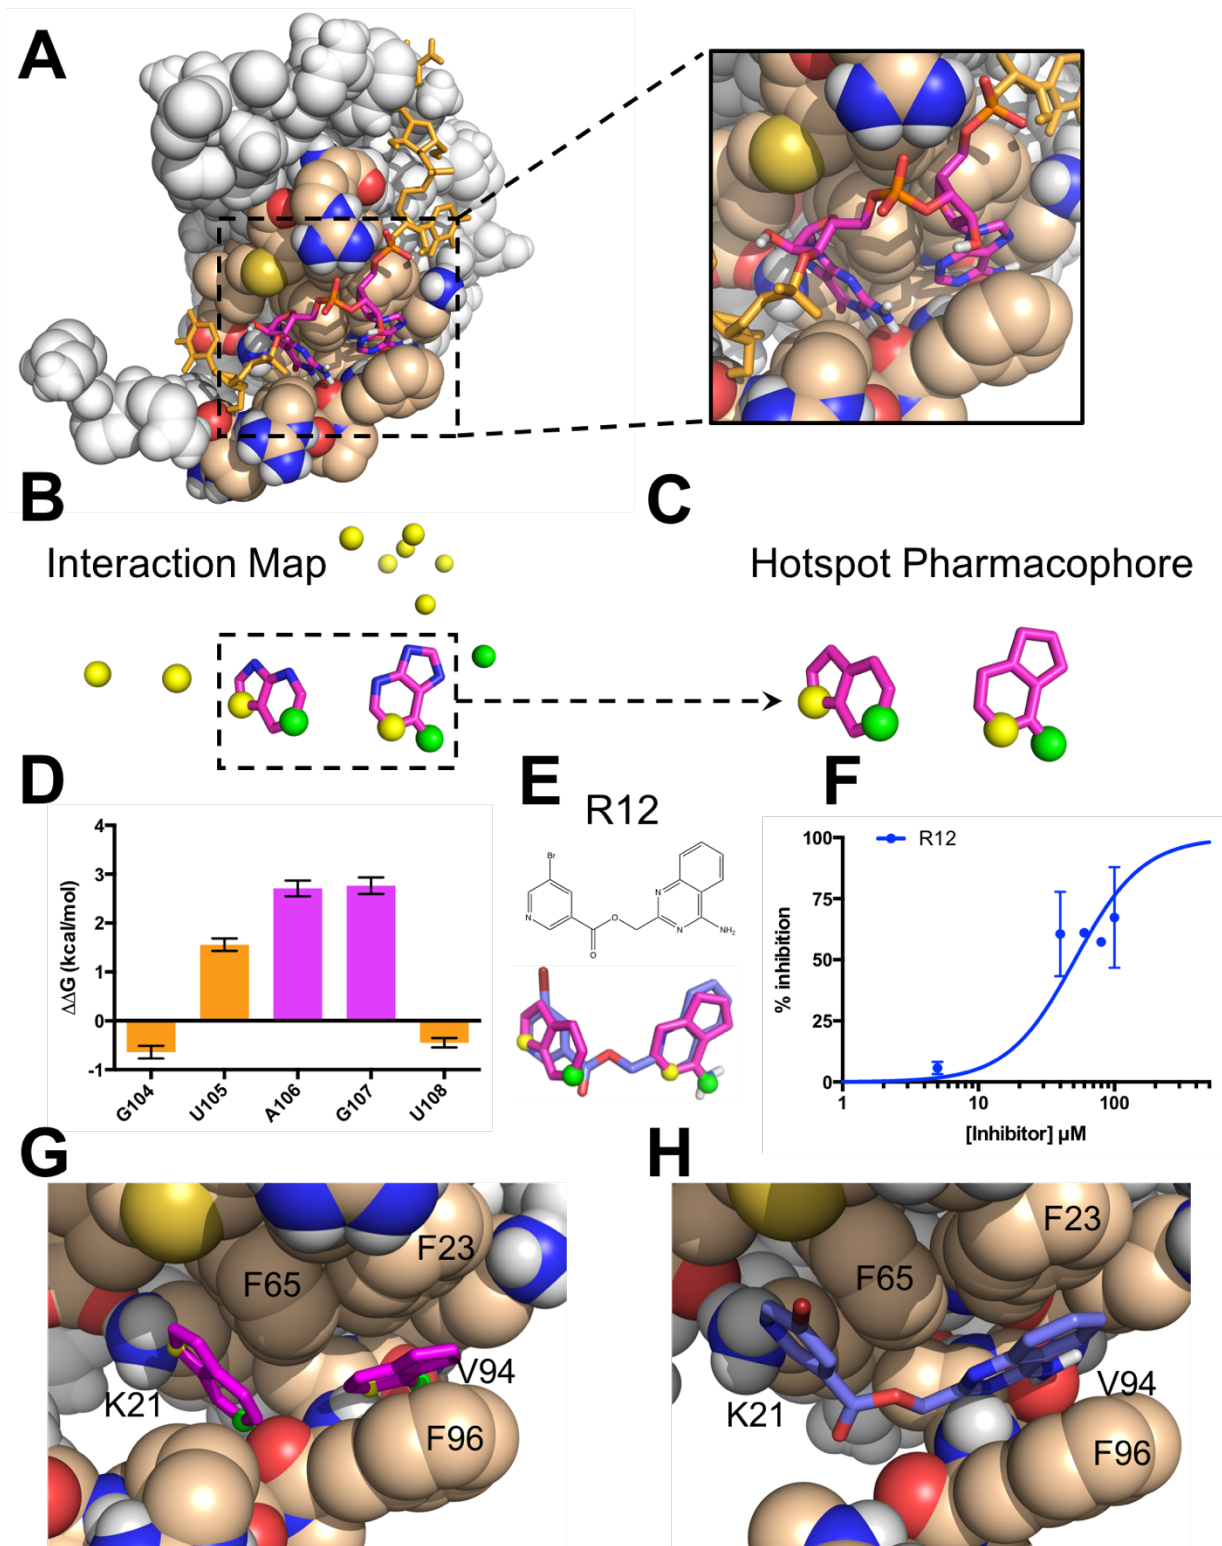 A
B
C
Interaction Map
Hotspot Pharmacophore
D
E
F
R12
4
3
2
1
0
-1
ΔΔG (kcal/mol)
G104
U105
A106
G107
U108
Br
N
N
O
N
NH2
O
100
75
50
25
0
R12
% inhibition
1
10
100
[Inhibitor] µM
G
H
F23
F65
K21
V94
F96
F23
F65
K21
V94
F96